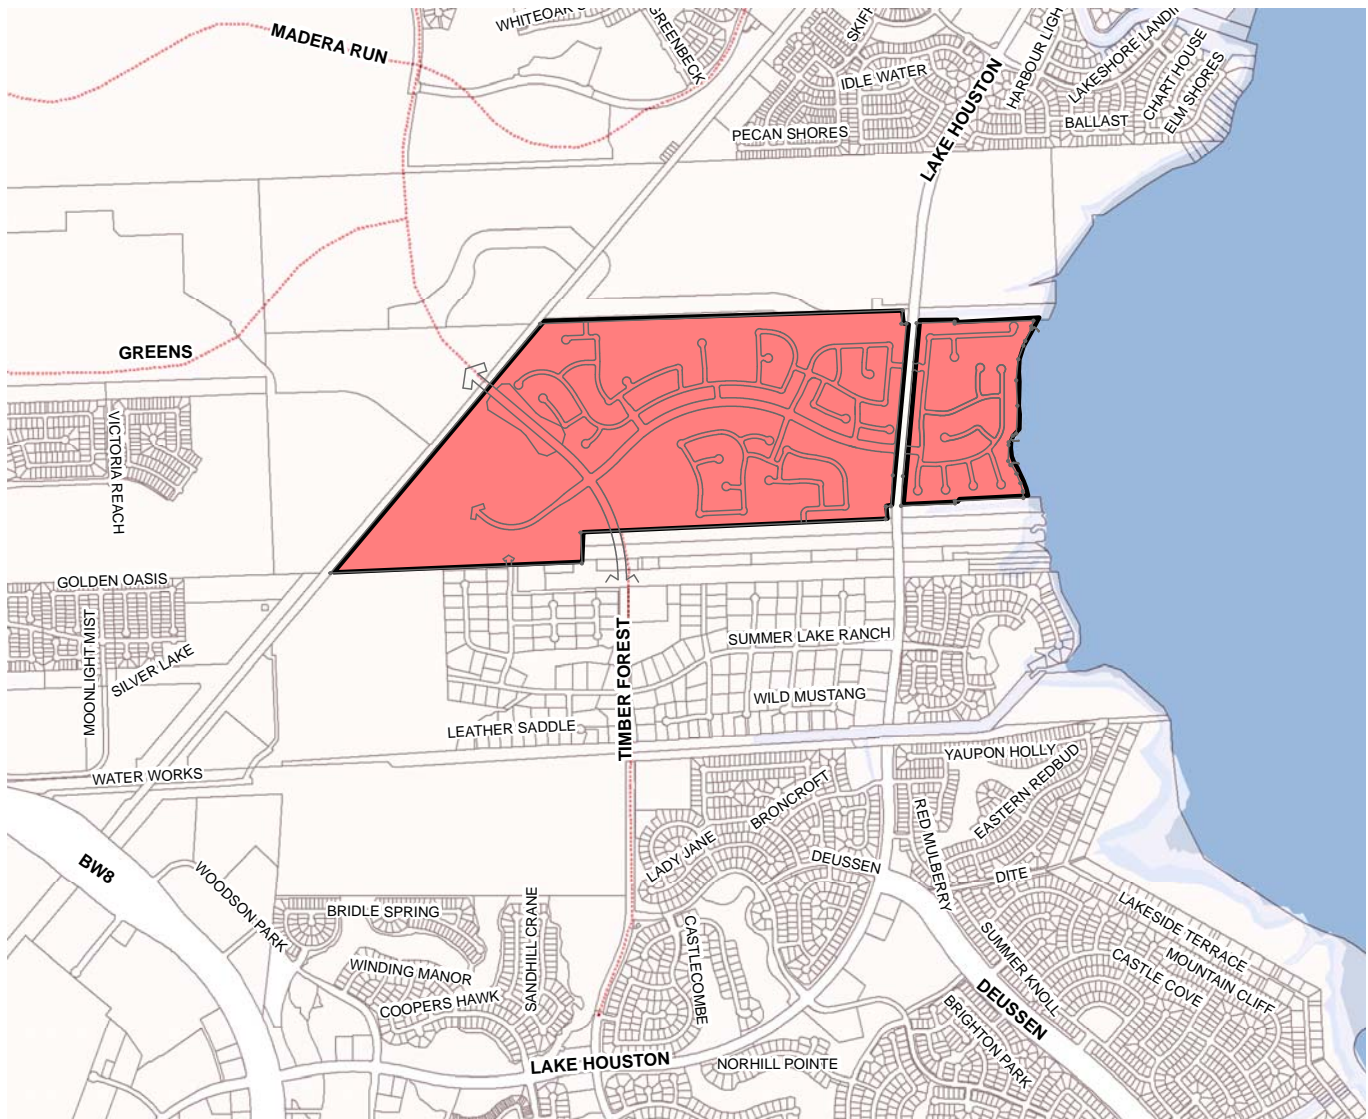 WHITEOAK
GREENBECK
SKIFF
MADERA RUN
IDLE WATER
HARBOUR LIGH
LAKESHORE LANDI
CHART HOUSE
ELM SHORES
BALLAST
PECAN SHORES
LAKE HOUSTON
GREENS
VICTORIA REACH
GOLDEN OASIS
MOONLIGHT MIST
SILVER LAKE
SUMMER LAKE RANCH
WILD MUSTANG
TIMBER FOREST
LEATHER SADDLE
WATER WORKS
YAUPON HOLLY
EASTERN REDBUD
BRONCROFT
LADY JANE
RED MULBERRY
DEUSSEN
DITE
BW8
WOODSON PARK
BRIDLE SPRING
SANDHILL CRANE
CASTLECOMBE
WINDING MANOR
COOPERS HAWK
LAKESIDE TERRACE
MOUNTAIN CLIFF
CASTLE COVE
SUMMER KNOLL
DEUSSEN
BRIGHTON PARK
LAKE HOUSTON
NORHILL POINTE